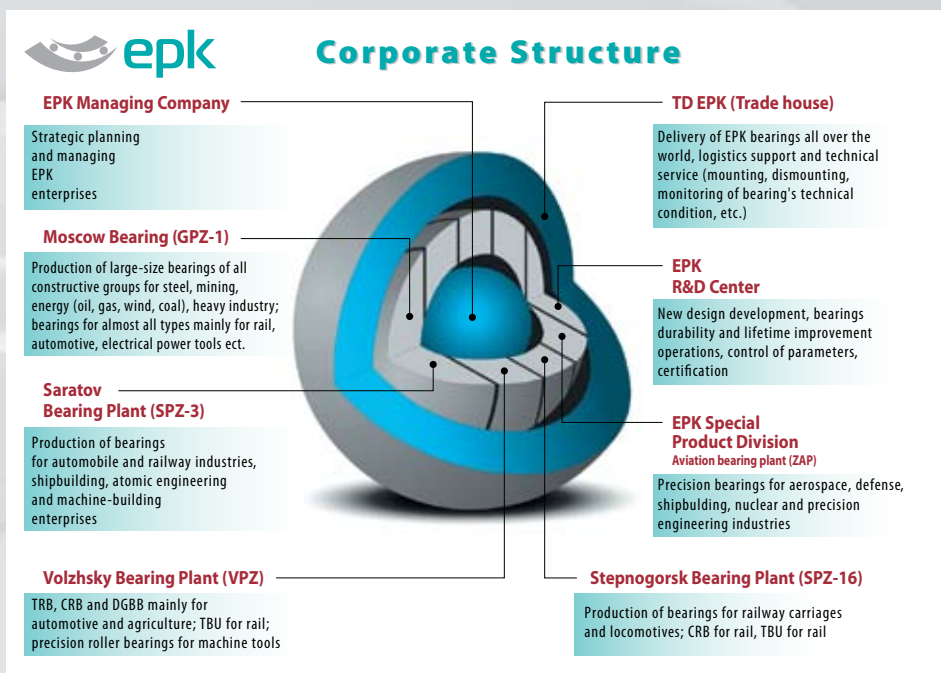 epk
Corporate Structure
EPK Managing Company
Strategic planning
and managing
EPK
enterprises
Moscow Bearing (GPZ-1)
Production of large-size bearings of all
constructive groups for steel, mining,
energy (oil, gas, wind, coal), heavy industry;
bearings for almost all types mainly for rail,
automotive, electrical power tools ect.
Saratov
Bearing Plant (SPZ-3)
Production of bearings
for automobile and railway industries,
shipbuilding, atomic engineering
and machine-building
enterprises
Volzhsky Bearing Plant (VPZ)
TRB, CRB and DGBB mainly for
automotive and agriculture; TBU for rail;
precision roller bearings for machine tools
TD EPK (Trade house)
Delivery of EPK bearings all over the
world, logistics support and technical
service (mounting, dismounting,
monitoring of bearing's technical
condition, etc.)
EPK
R&D Center
New design development, bearings
durability and lifetime improvement
operations, control of parameters,
certification
EPK Special
Product Division
Aviation bearing plant (ZAP)
Precision bearings for aerospace, defense,
shipbulding, nuclear and precision
engineering industries
Stepnogorsk Bearing Plant (SPZ-16)
Production of bearings for railway carriages
and locomotives; CRB for rail, TBU for rail